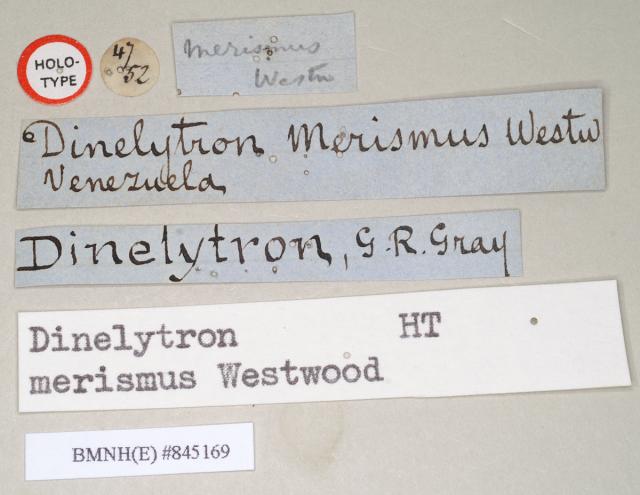 HOLO-
TYPE
47
52
merismus
Westw
Dinelytron Merismus Westw
Venezuela
Dinelytron, G. R. Gray
Dinelytron HT
merismus Westwood
BMNH(E) #845169